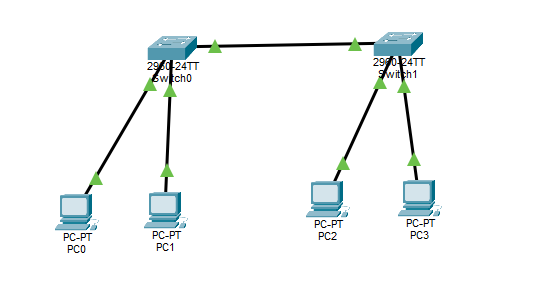 2960-24TT
Switch0
2960-24TT
Switch1
PC-PT
PC0
PC-PT
PC1
PC-PT
PC2
PC-PT
PC3